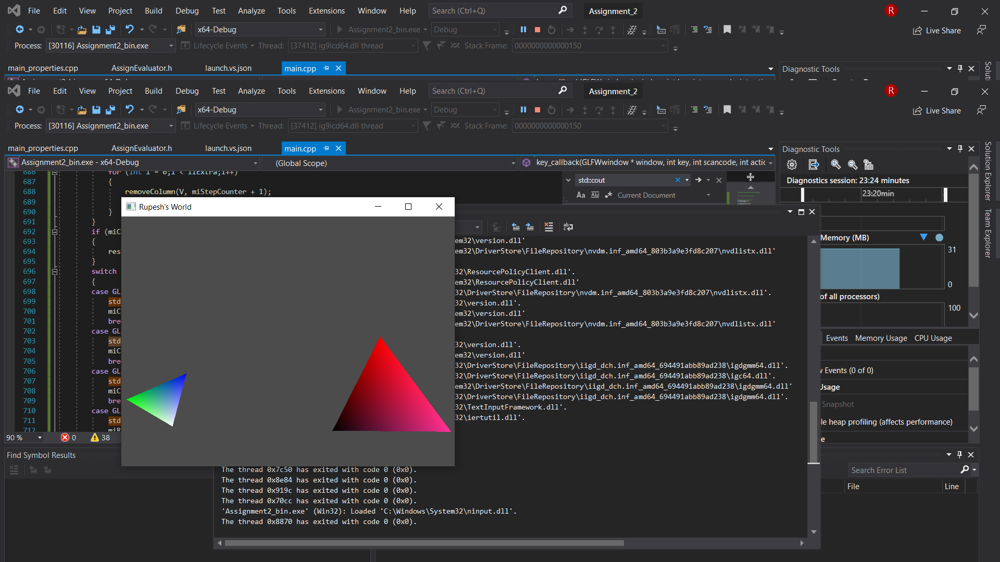 File Edit View Project Build Debug Test Analyze Tools Extensions Window Help Search (Ctrl+Q) Assignment_2 R
x64-Debug Assignment2_bin.exe Debug Live Share
Process: [30116] Assignment2_bin.exe Lifecycle Events Thread: [37412] ig9icd64.dll thread Stack Frame: 0000000000000150
main_properties.cpp AssignEvaluator.h launch.vs.json main.cpp Diagnostic Tools
File Edit View Project Build Debug Test Analyze Tools Extensions Window Help Search (Ctrl+Q) Assignment_2 R
x64-Debug Assignment2_bin.exe Debug Live Share
Process: [30116] Assignment2_bin.exe Lifecycle Events Thread: [37412] ig9icd64.dll thread Stack Frame: 0000000000000150
main_properties.cpp AssignEvaluator.h launch.vs.json main.cpp Diagnostic Tools
Solution Explorer
Team Explorer
Assignment2_bin.exe - x64-Debug (Global Scope) key_callback(GLFWwindow * window, int key, int scancode, int actic
686 for (int i = 0;i < iiExtra;i++)
687 {
688 removeColumn(V, miStepCounter + 1);
689
690 }
691 }
692 if (miC
693 {
694 res
695 }
696 switch
697 {
698 case GL
699 std
700 miC
701 bre
702 case GL
703 std
704 miC
705 bre
706 case GL
707 std
708 miC
709 bre
710 case GL
711 std
712 miR
std::cout
Aa Current Document
Diagnostics session: 23:24 minutes
23:20min
Memory (MB)
31
0
of all processors)
100
Events Memory Usage CPU Usage
v Events (0 of 0)
Usage
Snapshot
le heap profiling (affects performance)
e
Rupesh's World
em32\version.dll'
em32\DriverStore\FileRepository\nvdm.inf_amd64_803b3a9e3fd8c207\nvdlistx.dll'
32\ResourcePolicyClient.dll'.
em32\ResourcePolicyClient.dll'
32\DriverStore\FileRepository\nvdm.inf_amd64_803b3a9e3fd8c207\nvdlistx.dll'.
32\version.dll'.
em32\version.dll'
em32\DriverStore\FileRepository\nvdm.inf_amd64_803b3a9e3fd8c207\nvdlistx.dll'
32\version.dll'.
em32\version.dll'
32\DriverStore\FileRepository\iigd_dch.inf_amd64_694491abb89ad238\igdgmm64.dll'.
32\DriverStore\FileRepository\iigd_dch.inf_amd64_694491abb89ad238\igc64.dll'.
em32\DriverStore\FileRepository\iigd_dch.inf_amd64_694491abb89ad238\igdgmm64.dll'
32\DriverStore\FileRepository\iigd_dch.inf_amd64_694491abb89ad238\igdgmm64.dll'.
32\TextInputFramework.dll'.
32\iertutil.dll'.
The thread 0x7c50 has exited with code 0 (0x0).
The thread 0x8e84 has exited with code 0 (0x0).
The thread 0x919c has exited with code 0 (0x0).
The thread 0x70cc has exited with code 0 (0x0).
'Assignment2_bin.exe' (Win32): Loaded 'C:\Windows\System32\ninput.dll'.
The thread 0x8870 has exited with code 0 (0x0).
90 % 0 38
Find Symbol Results
Search Error List
File Line